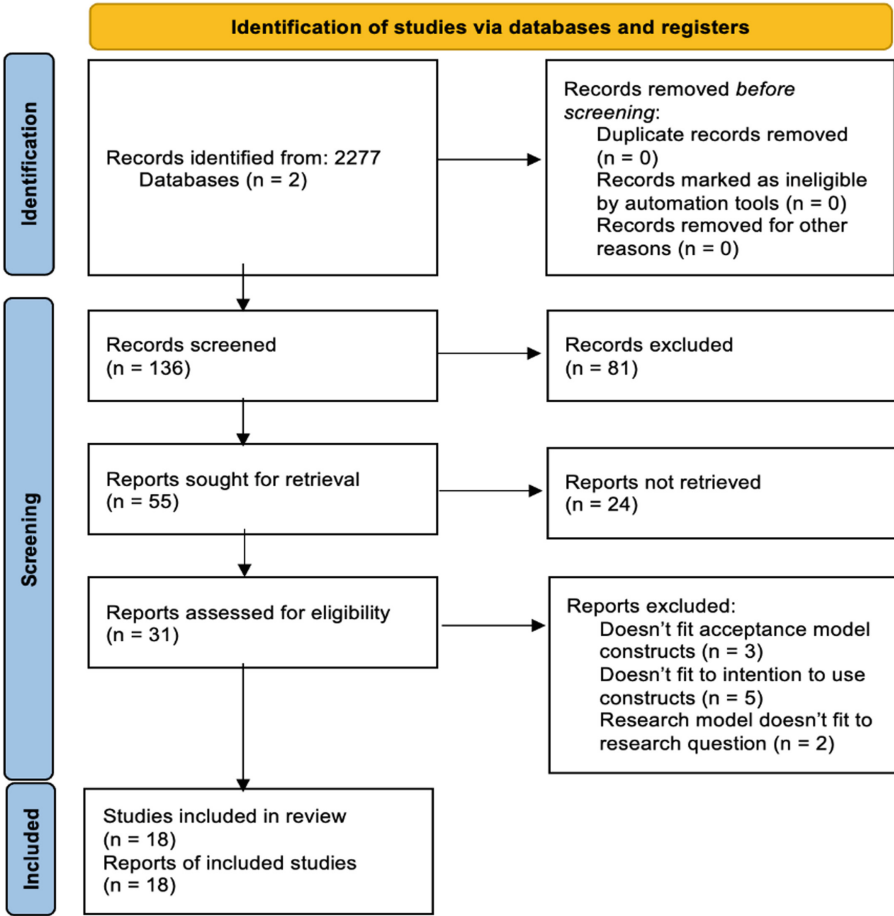 Identification of studies via databases and registers
Identification
Records identified from: 2277
Databases (n = 2)
Records removed before
screening:
Duplicate records removed
(n = 0)
Records marked as ineligible
by automation tools (n = 0)
Records removed for other
reasons (n = 0)
Screening
Records screened
(n = 136)
Records excluded
(n = 81)
Reports sought for retrieval
(n = 55)
Reports not retrieved
(n = 24)
Reports assessed for eligibility
(n = 31)
Reports excluded:
Doesn't fit acceptance model
constructs (n = 3)
Doesn't fit to intention to use
constructs (n = 5)
Research model doesn't fit to
research question (n = 2)
Included
Studies included in review
(n = 18)
Reports of included studies
(n = 18)